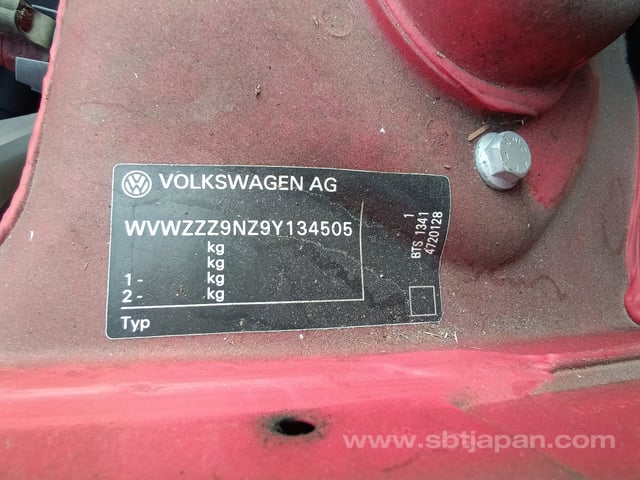 VOLKSWAGEN AG
WVWZZZ9NZ9Y134505
kg
kg
1 - kg
2 - kg
Typ
1
BTS 1341
4720128
www.sbtjapan.com